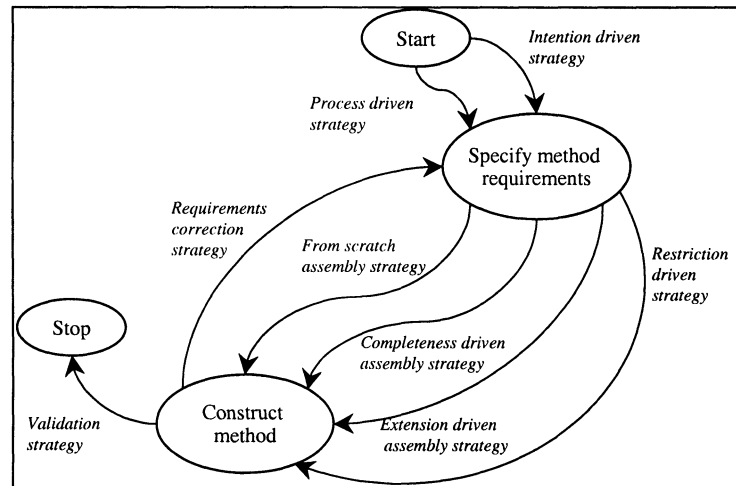 Start
Intention driven
strategy
Process driven
strategy
Specify method
requirements
Requirements
correction
strategy
From scratch
assembly strategy
Restriction
driven
strategy
Stop
Completeness driven
assembly strategy
Validation
strategy
Construct
method
Extension driven
assembly strategy